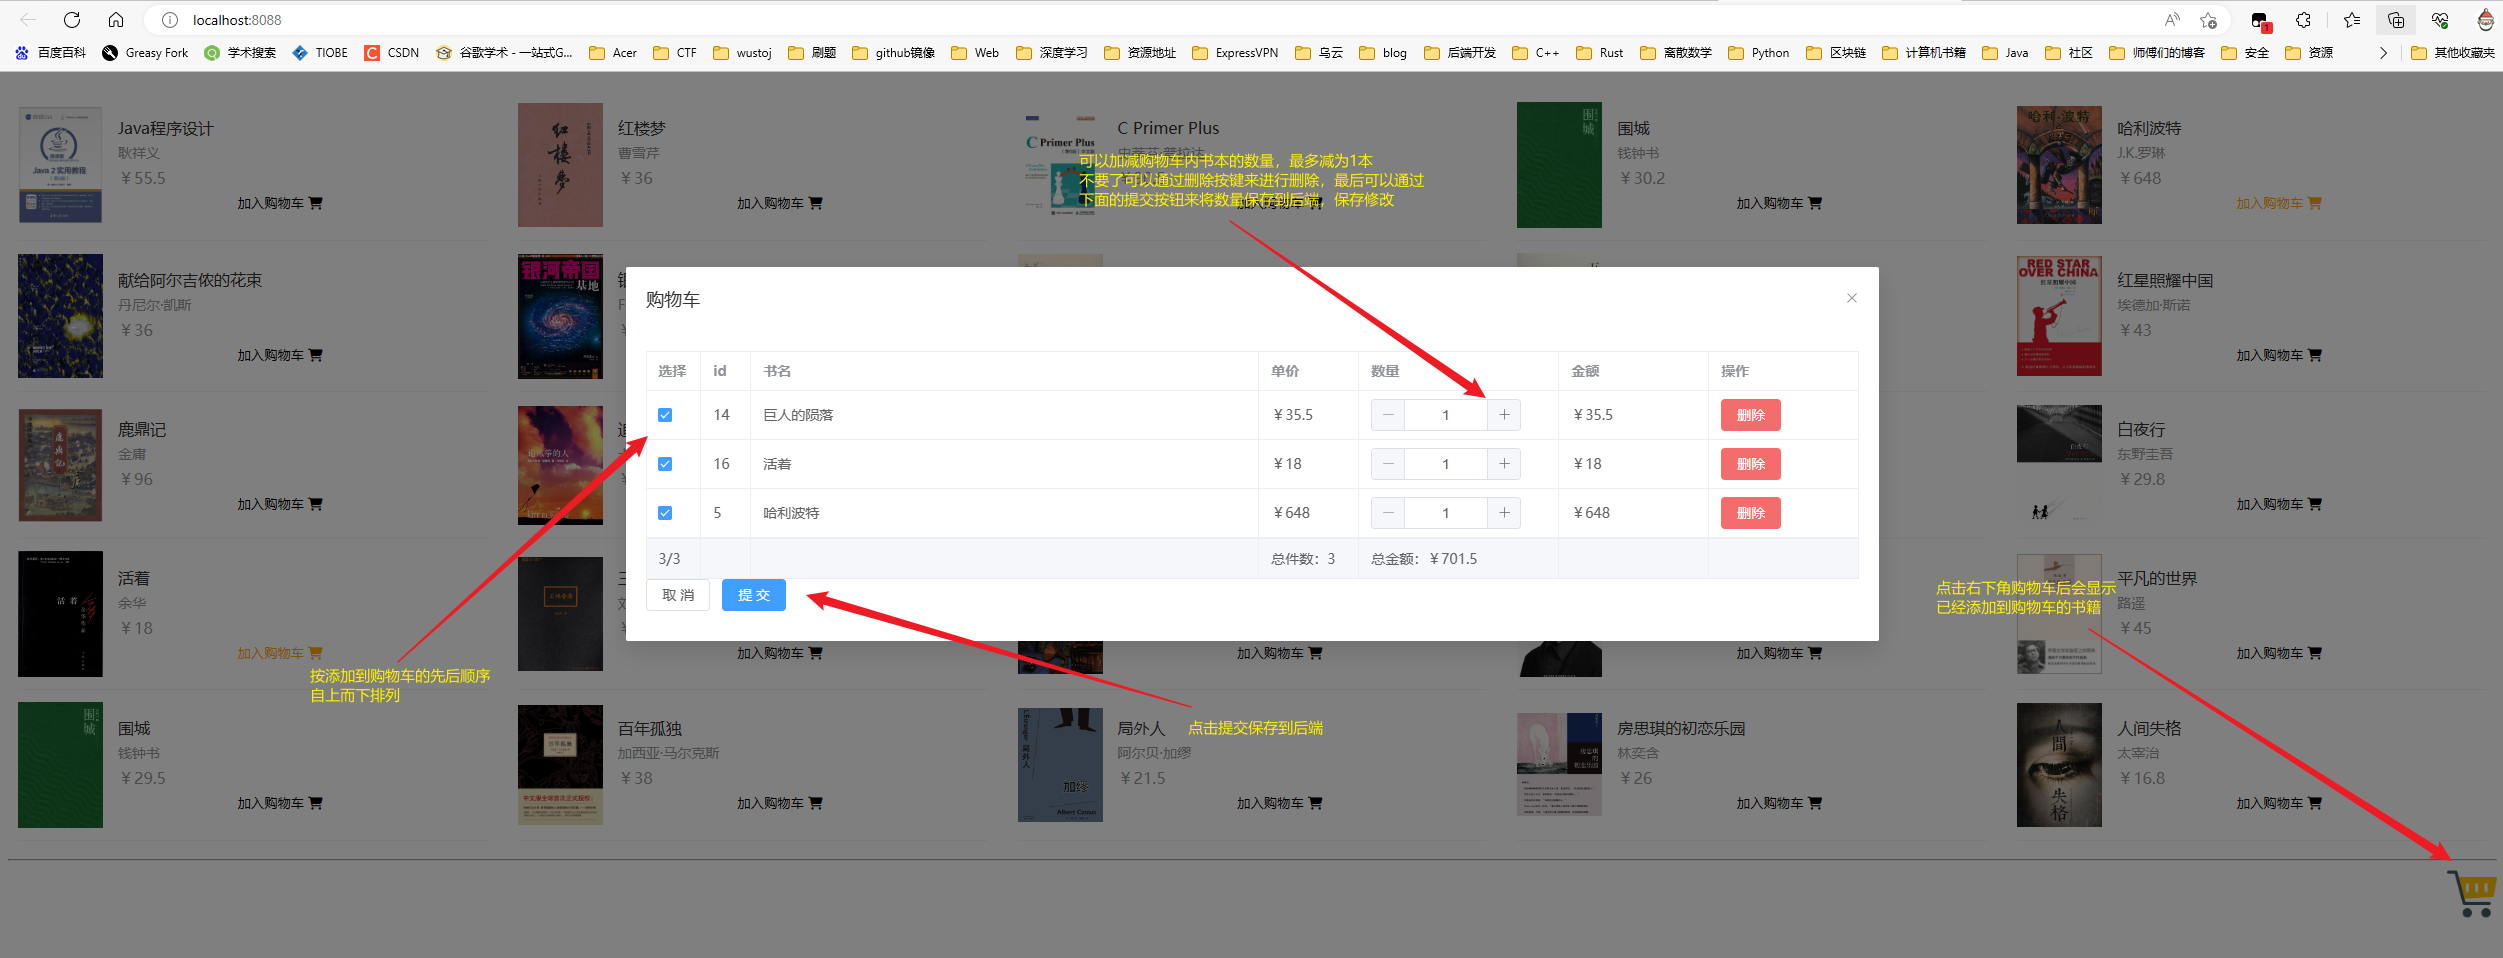 localhost:8088
百度百科 Greasy Fork 学术搜索 TIOBE CSDN 谷歌学术 - 一站式G... Acer CTF wustoj 刷题 github镜像 Web 深度学习 资源地址 ExpressVPN 乌云 blog 后端开发 C++ Rust 离散数学 Python 区块链 计算机书籍 Java 社区 师傅们的博客 安全 资源 其他收藏夹
Java程序设计
耿祥义
￥55.5
加入购物车
红楼梦
曹雪芹
￥36
加入购物车
C Primer Plus
可以加减购物车内书本的数量，最多减为1本
不要了可以通过删除按键来进行删除，最后可以通过
下面的提交按钮来将数量保存到后端，保存修改
围城
钱钟书
￥30.2
加入购物车
哈利波特
J.K.罗琳
￥648
加入购物车
献给阿尔吉侬的花束
丹尼尔·凯斯
￥36
加入购物车
银河帝国
基地
RED STAR
OVER CHINA
红星照耀中国
红星照耀中国
埃德加·斯诺
￥43
加入购物车
购物车
选择 id 书名 单价 数量 金额 操作
14 巨人的陨落 ￥35.5 1 ￥35.5 删除
16 活着 ￥18 1 ￥18 删除
5 哈利波特 ￥648 1 ￥648 删除
3/3 总件数：3 总金额：￥701.5
取 消 提 交
鹿鼎记
金庸
￥96
加入购物车
白夜行
东野圭吾
￥29.8
加入购物车
活着
余华
￥18
加入购物车
加入购物车
加入购物车
加入购物车
平凡的世界
路遥
￥45
加入购物车
点击右下角购物车后会显示
已经添加到购物车的书籍
按添加到购物车的先后顺序
自上而下排列
点击提交保存到后端
围城
钱钟书
￥29.5
加入购物车
百年孤独
加西亚·马尔克斯
￥38
加入购物车
局外人
阿尔贝·加缪
￥21.5
加入购物车
房思琪的初恋乐园
林奕含
￥26
加入购物车
人间失格
太宰治
￥16.8
加入购物车